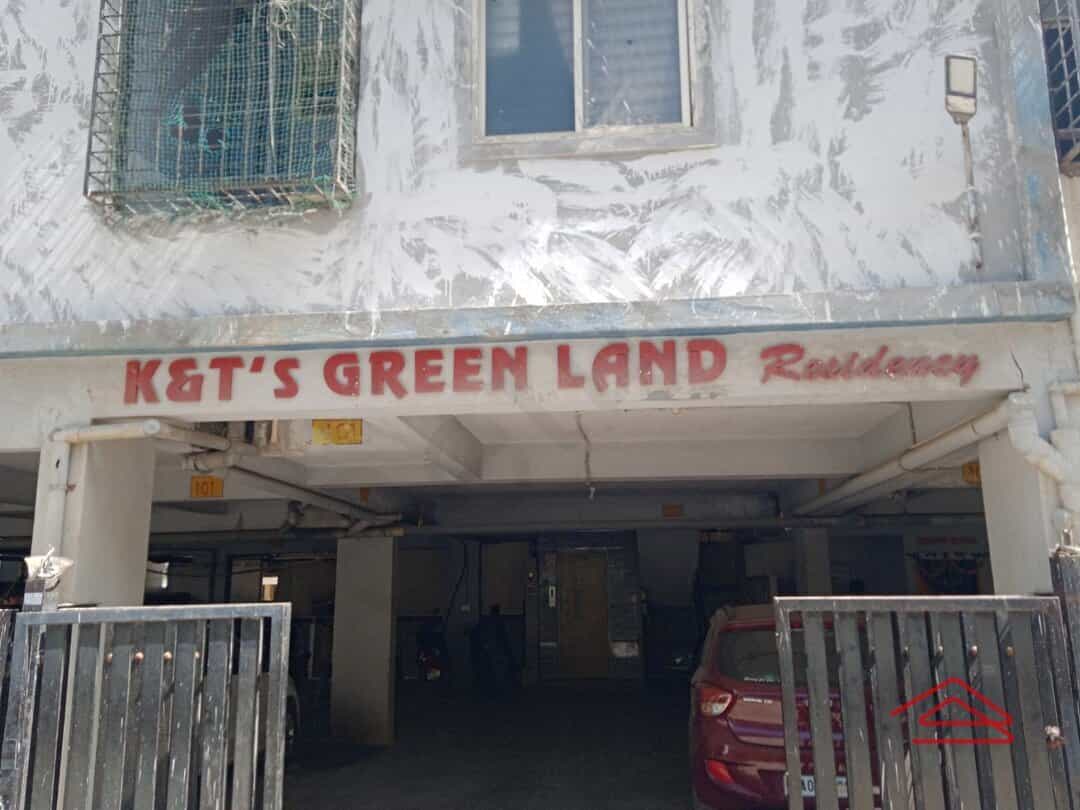 K&T'S GREEN LAND Residency
101